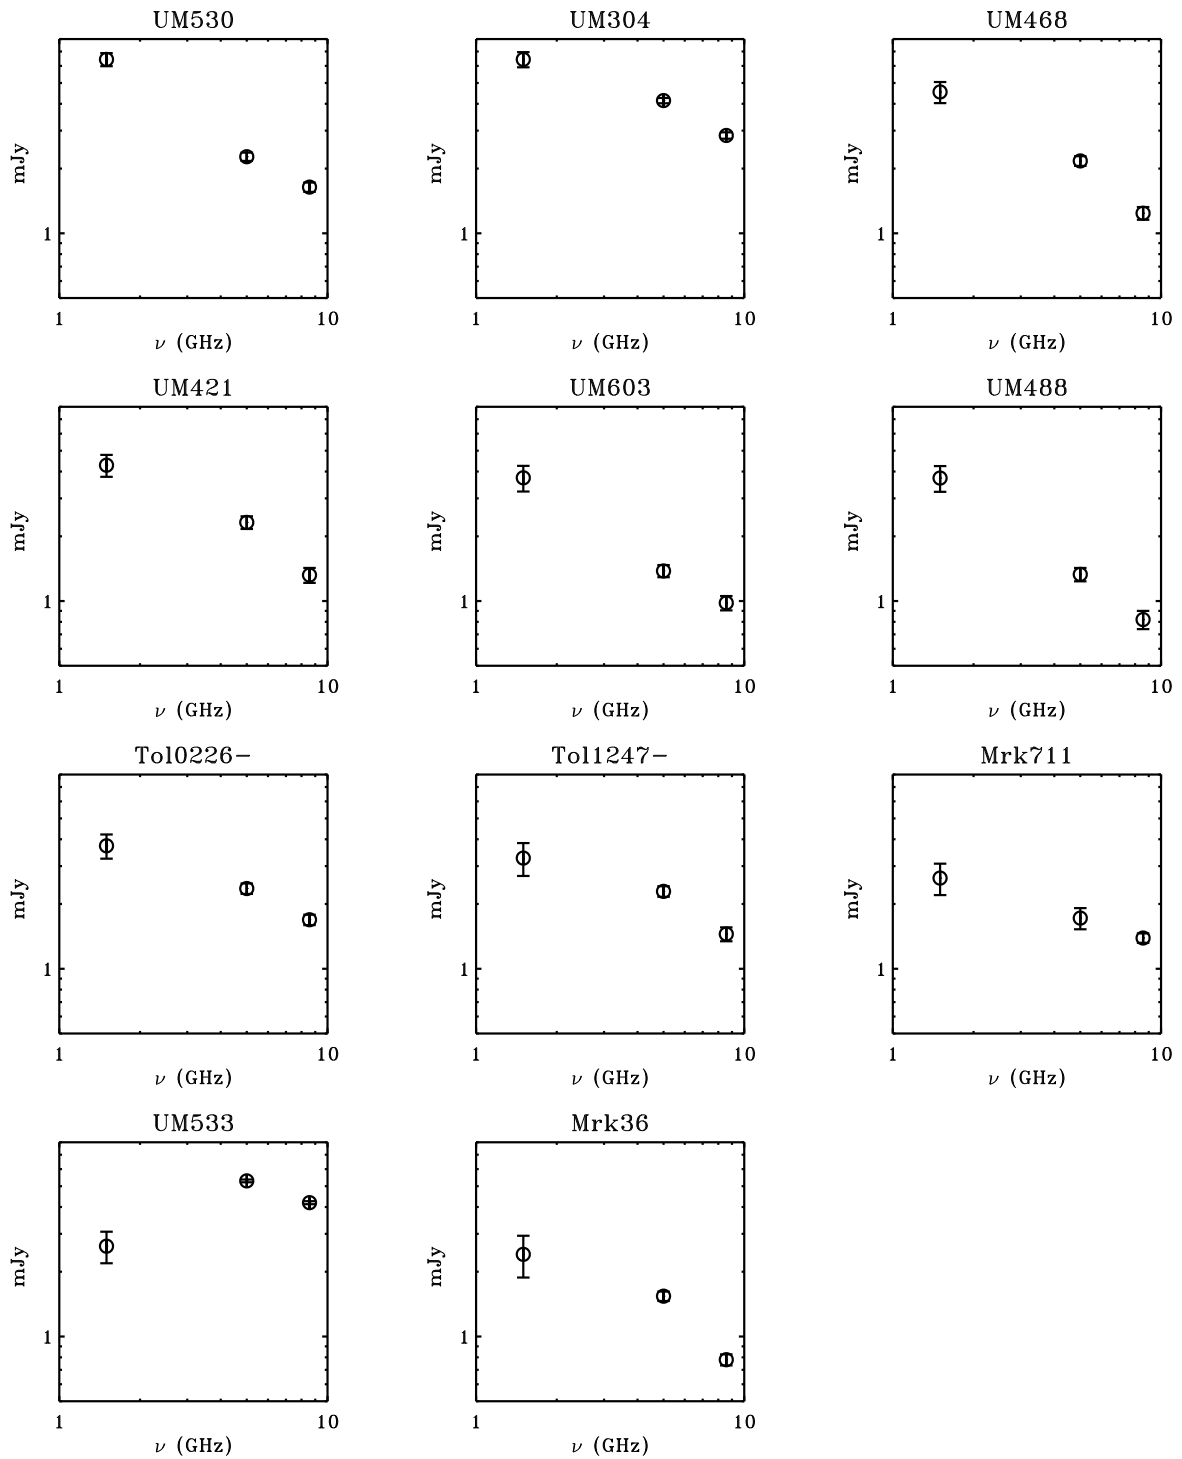 UM530 UM304 UM468
mJy mJy mJy
1 1 1
1 10 1 10 1 10
ν (GHz) ν (GHz) ν (GHz)
UM421 UM603 UM488
mJy mJy mJy
1 1 1
1 10 1 10 1 10
ν (GHz) ν (GHz) ν (GHz)
Tol0226− Tol1247− Mrk711
mJy mJy mJy
1 1 1
1 10 1 10 1 10
ν (GHz) ν (GHz) ν (GHz)
UM533 Mrk36
mJy mJy
1 1
1 10 1 10
ν (GHz) ν (GHz)